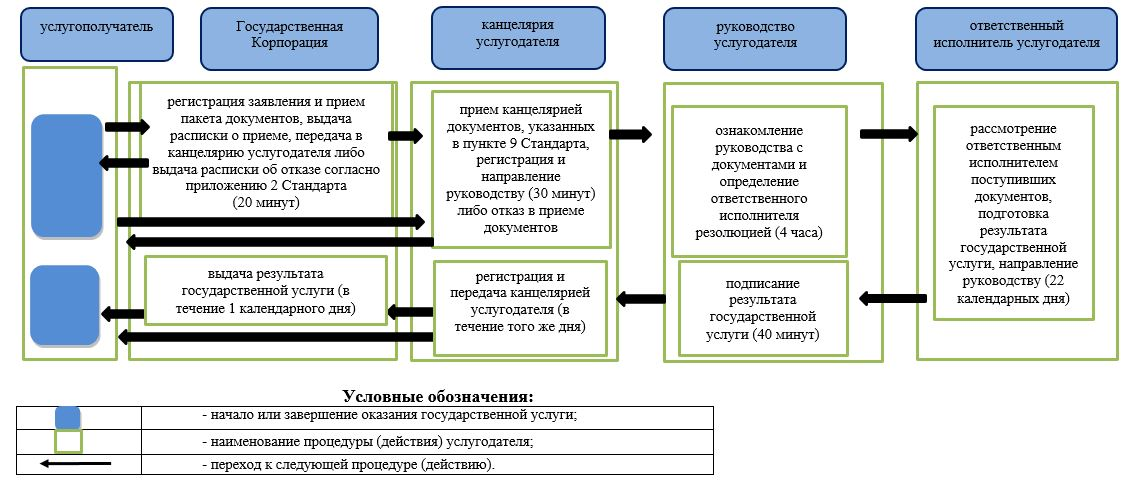 услугополучатель
Государственная
Корпорация
канцелярия
услугодателя
руководство
услугодателя
ответственный
исполнитель услугодателя
регистрация заявления и прием
пакета документов, выдача
расписки о приеме, передача в
канцелярию услугодателя либо
выдача расписки об отказе согласно
приложению 2 Стандарта
(20 минут)
прием канцелярией
документов, указанных
в пункте 9 Стандарта,
регистрация и
направление
руководству (30 минут)
либо отказ в приеме
документов
ознакомление
руководства с
документами и
определение
ответственного
исполнителя
резолюцией (4 часа)
рассмотрение
ответственным
исполнителем
поступивших
документов,
подготовка
результата
государственной
услуги, направление
руководству (22
календарных дня)
выдача результата
государственной услуги (в
течение 1 календарного дня)
регистрация и
передача канцелярией
услугодателя (в
течение того же дня)
подписание
результата
государственной
услуги (40 минут)
Условные обозначения:
- начало или завершение оказания государственной услуги;
- наименование процедуры (действия) услугодателя;
- переход к следующей процедуре (действию).